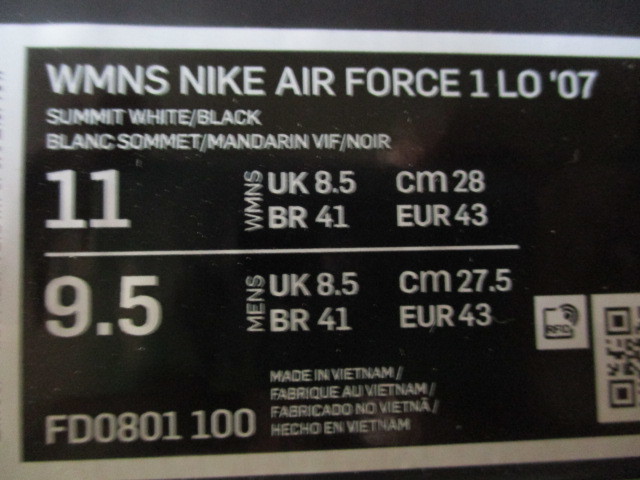 WMNS NIKE AIR FORCE 1 LO '07
SUMMIT WHITE/BLACK
BLANC SOMMET/MANDARIN VIF/NOIR
11 WMNS UK 8.5 cm 28
BR 41 EUR 43
9.5 MENS UK 8.5 cm 27.5
BR 41 EUR 43
RFID
MADE IN VIETNAM /
FABRIQUE AU VIETNAM /
FABRICADO NO VIETNÃ /
HECHO EN VIETNAM
FD0801 100